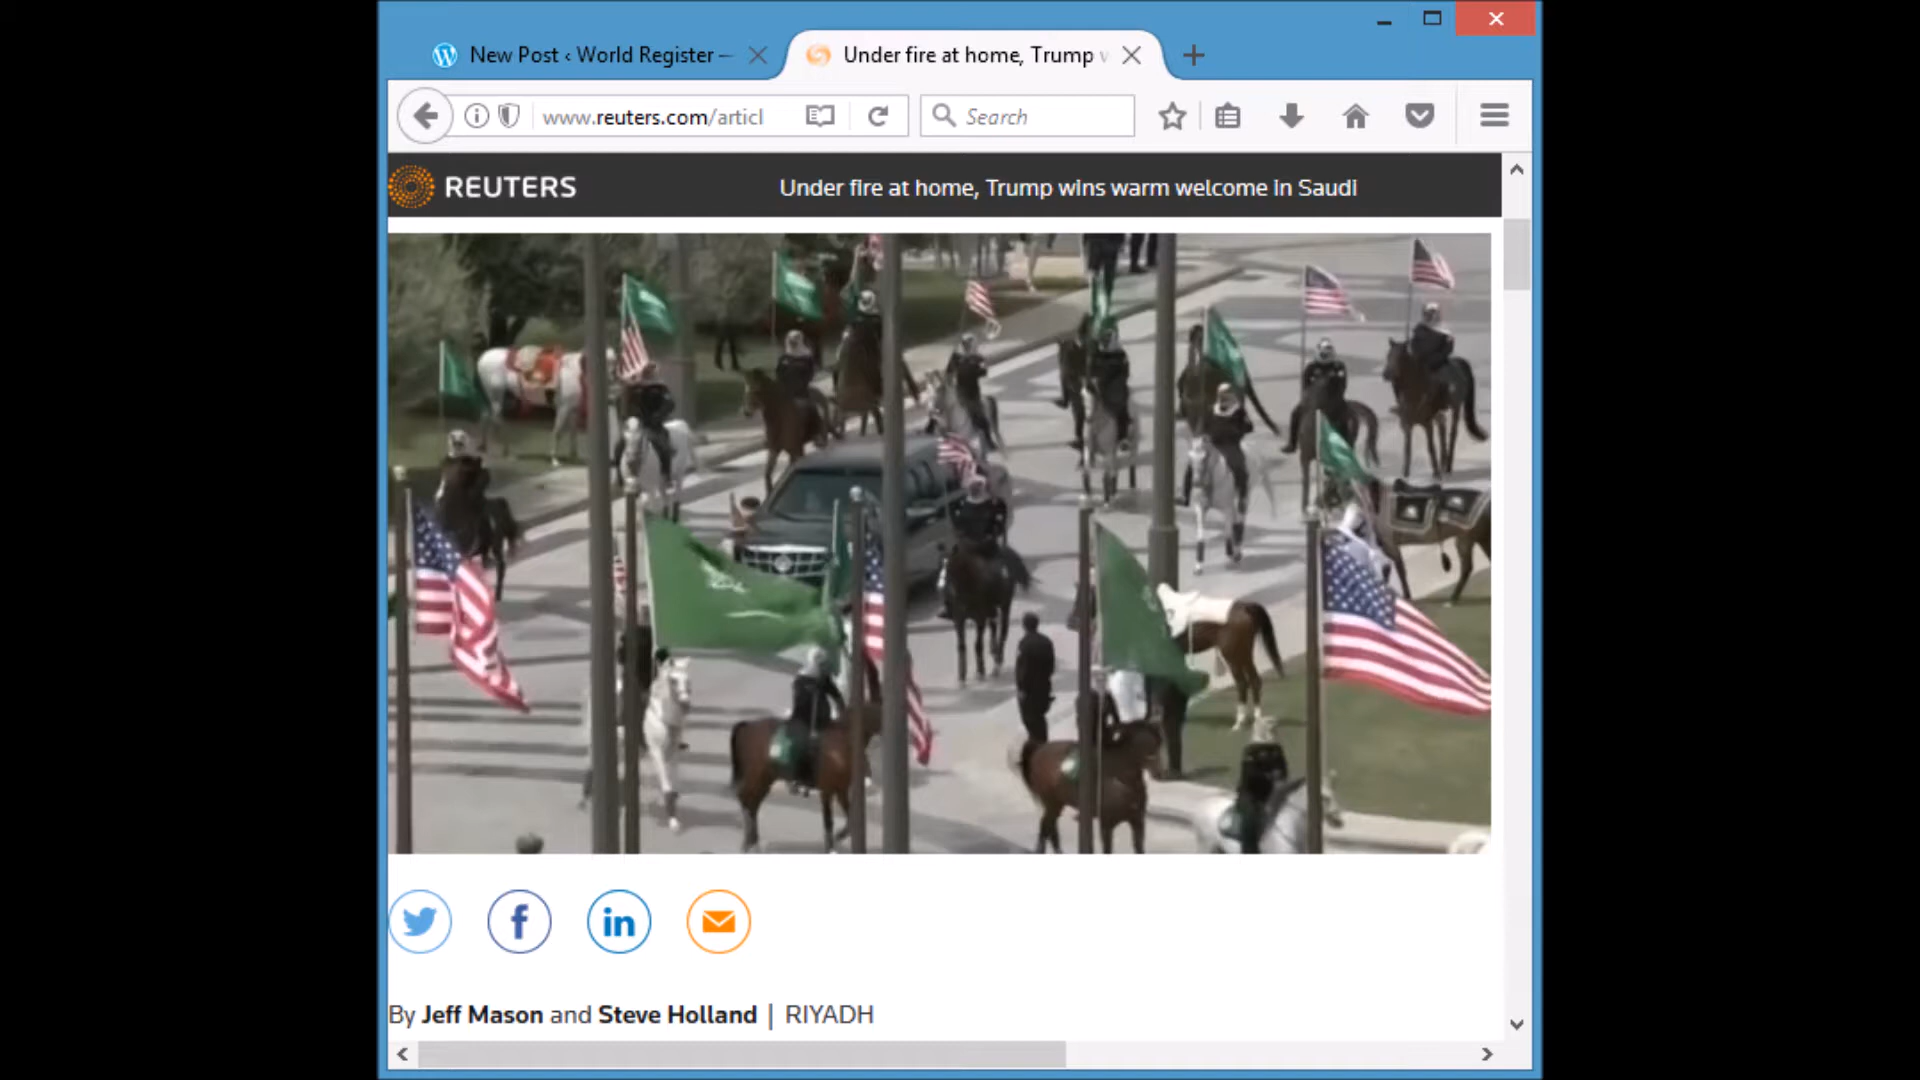 New Post ‹ World Register —
Under fire at home, Trump
www.reuters.com/articl
Search
REUTERS
Under fire at home, Trump wins warm welcome in Saudi
By Jeff Mason and Steve Holland | RIYADH